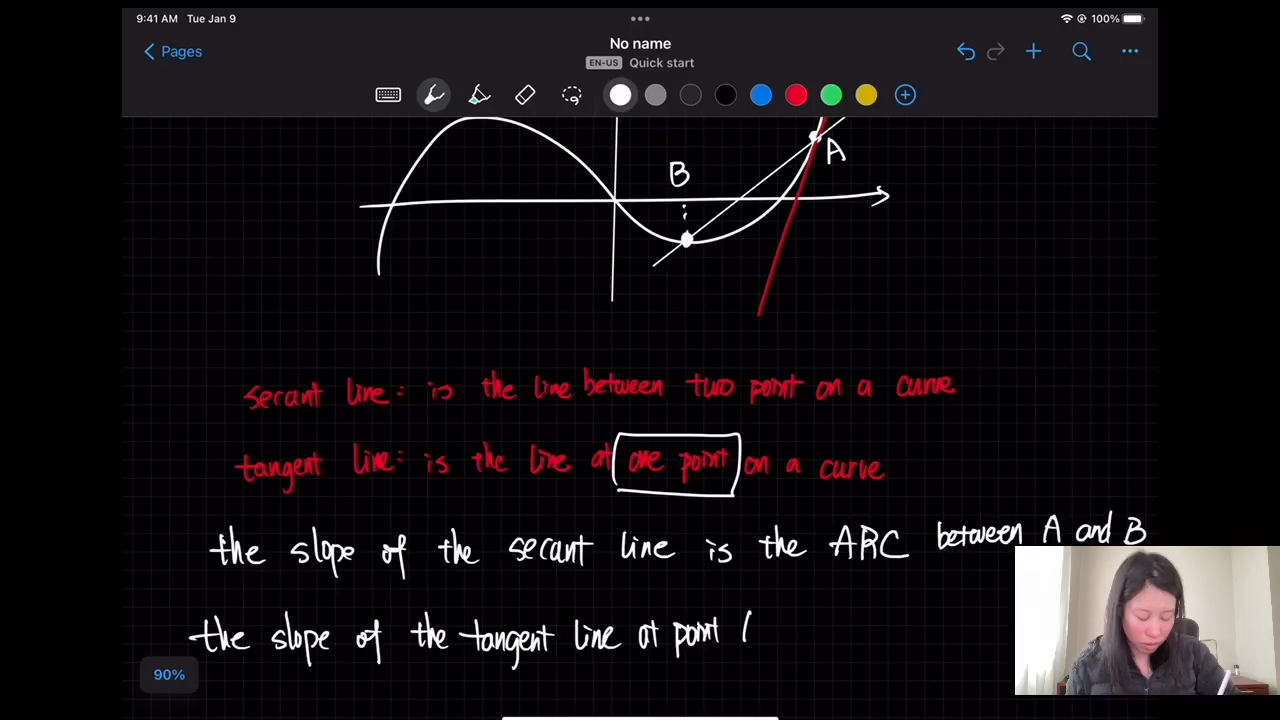 9:41 AM Tue Jan 9
100%
Pages
No name
EN-US Quick start
B
A
secant line: is the line between two point on a curve
tangent line: is the line at one point on a curve
the slope of the secant line is the ARC between A and B
the slope of the tangent line at point
90%